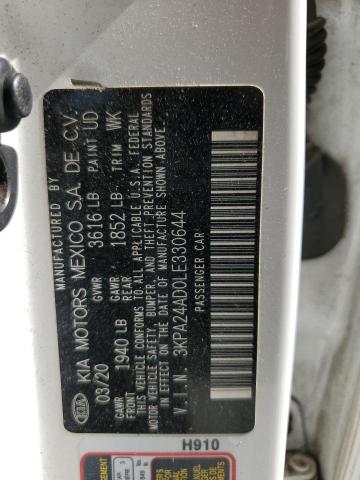 MANUFACTURED BY
KIA MOTORS MEXICO S.A. DE C.V.
03/20 GVWR 3616 LB PAINT UD
GAWR 1940 LB GAWR REAR 1852 LB TRIM WK
THIS VEHICLE CONFORMS TO ALL APPLICABLE U.S.A. FEDERAL
MOTOR VEHICLE SAFETY, BUMPER, AND THEFT-PREVENTION STANDARDS
IN EFFECT ON THE DATE OF MANUFACTURE SHOWN ABOVE.
V.I.N. 3KPA24AD0LE330644
PASSENGER CAR
KIA
H910